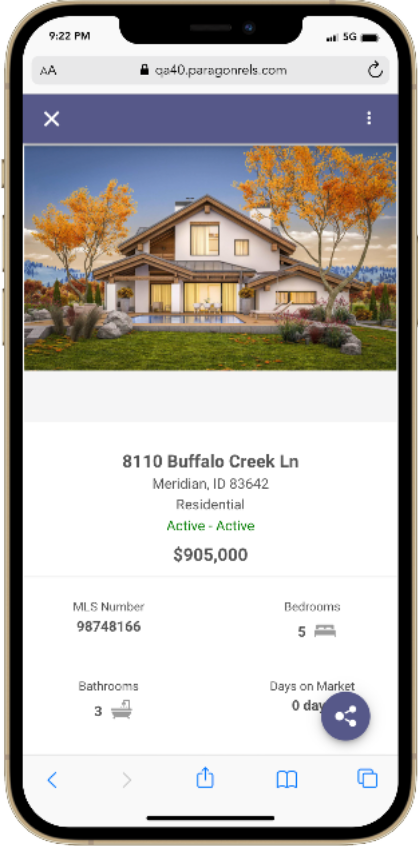 9:22 PM 5G
AA qa40.paragonrels.com
8110 Buffalo Creek Ln
Meridian, ID 83642
Residential
Active - Active
$905,000
MLS Number Bedrooms
98748166 5
Bathrooms Days on Market
3 0